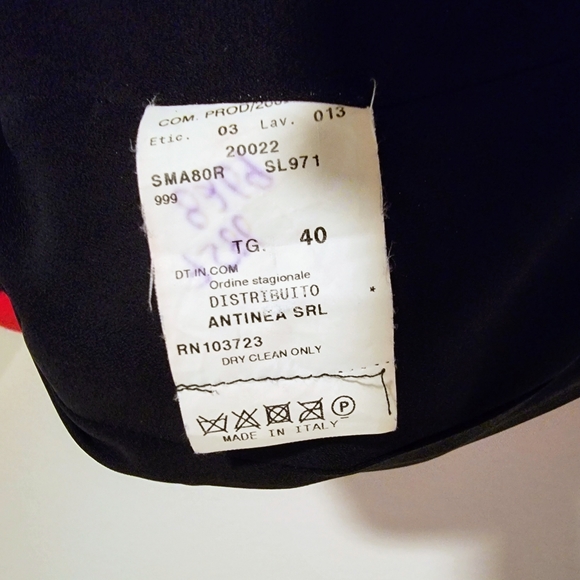 COM. PROD/200
Etic. 03 Lav. 013
20022
SMA80R SL971
999
TG. 40
DT IN.COM
Ordine stagionale
DISTRIBUITO *
ANTINEA SRL
RN103723
DRY CLEAN ONLY
P
MADE IN ITALY